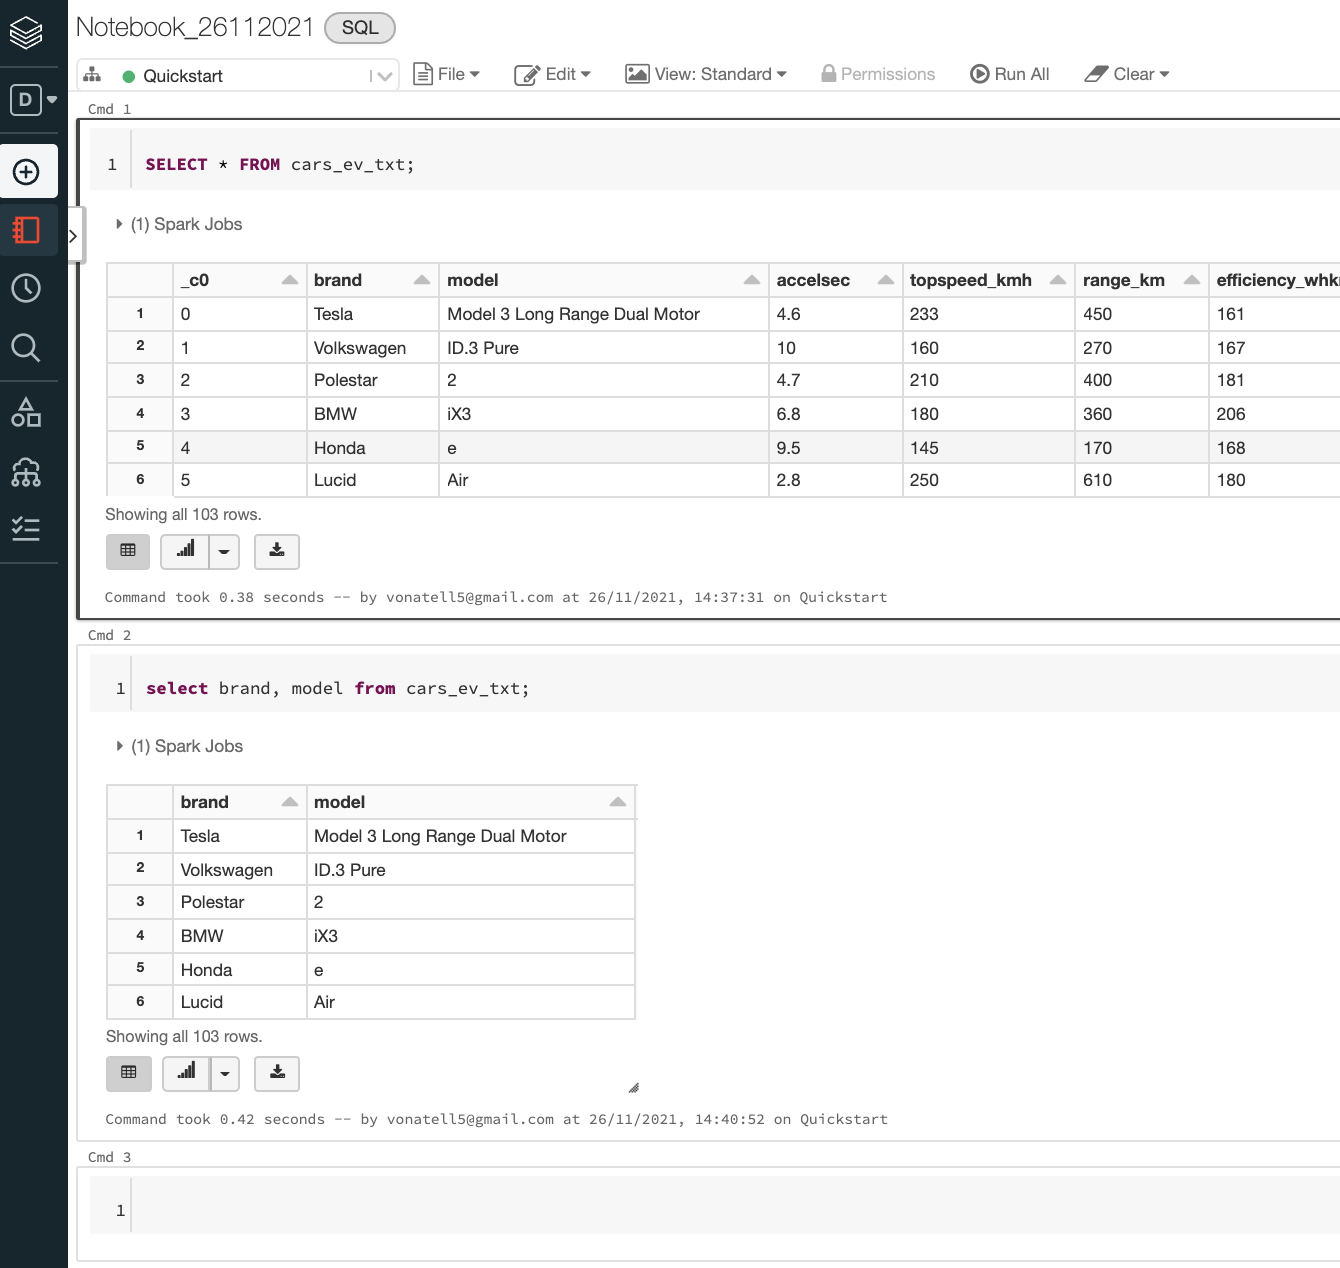 Notebook_26112021 SQL
D
Quickstart File Edit View: Standard Permissions Run All Clear
Cmd 1
1 SELECT * FROM cars_ev_txt;
(1) Spark Jobs
_c0 brand model accelsec topspeed_kmh range_km efficiency_whk
1 0 Tesla Model 3 Long Range Dual Motor 4.6 233 450 161
2 1 Volkswagen ID.3 Pure 10 160 270 167
3 2 Polestar 2 4.7 210 400 181
4 3 BMW iX3 6.8 180 360 206
5 4 Honda e 9.5 145 170 168
6 5 Lucid Air 2.8 250 610 180
Showing all 103 rows.
Command took 0.38 seconds -- by vonatell5@gmail.com at 26/11/2021, 14:37:31 on Quickstart
Cmd 2
1 select brand, model from cars_ev_txt;
(1) Spark Jobs
brand model
1 Tesla Model 3 Long Range Dual Motor
2 Volkswagen ID.3 Pure
3 Polestar 2
4 BMW iX3
5 Honda e
6 Lucid Air
Showing all 103 rows.
Command took 0.42 seconds -- by vonatell5@gmail.com at 26/11/2021, 14:40:52 on Quickstart
Cmd 3
1